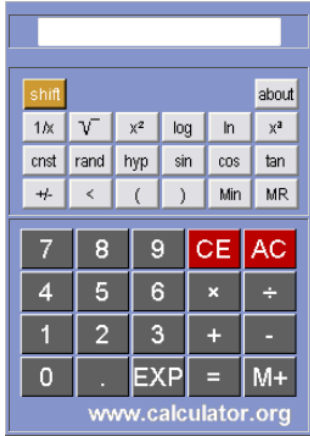 shift about
1/x √ x² log ln x³
cnst rand hyp sin cos tan
+/- < ( ) Min MR
7 8 9 CE AC
4 5 6 × ÷
1 2 3 + -
0 . EXP = M+
www.calculator.org